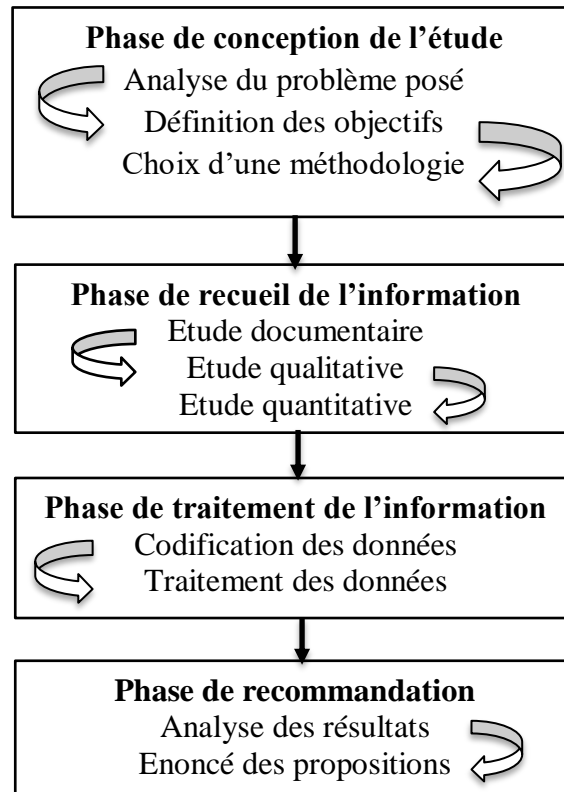 Phase de conception de l’étude
Analyse du problème posé
Définition des objectifs
Choix d’une méthodologie
Phase de recueil de l’information
Etude documentaire
Etude qualitative
Etude quantitative
Phase de traitement de l’information
Codification des données
Traitement des données
Phase de recommandation
Analyse des résultats
Enoncé des propositions